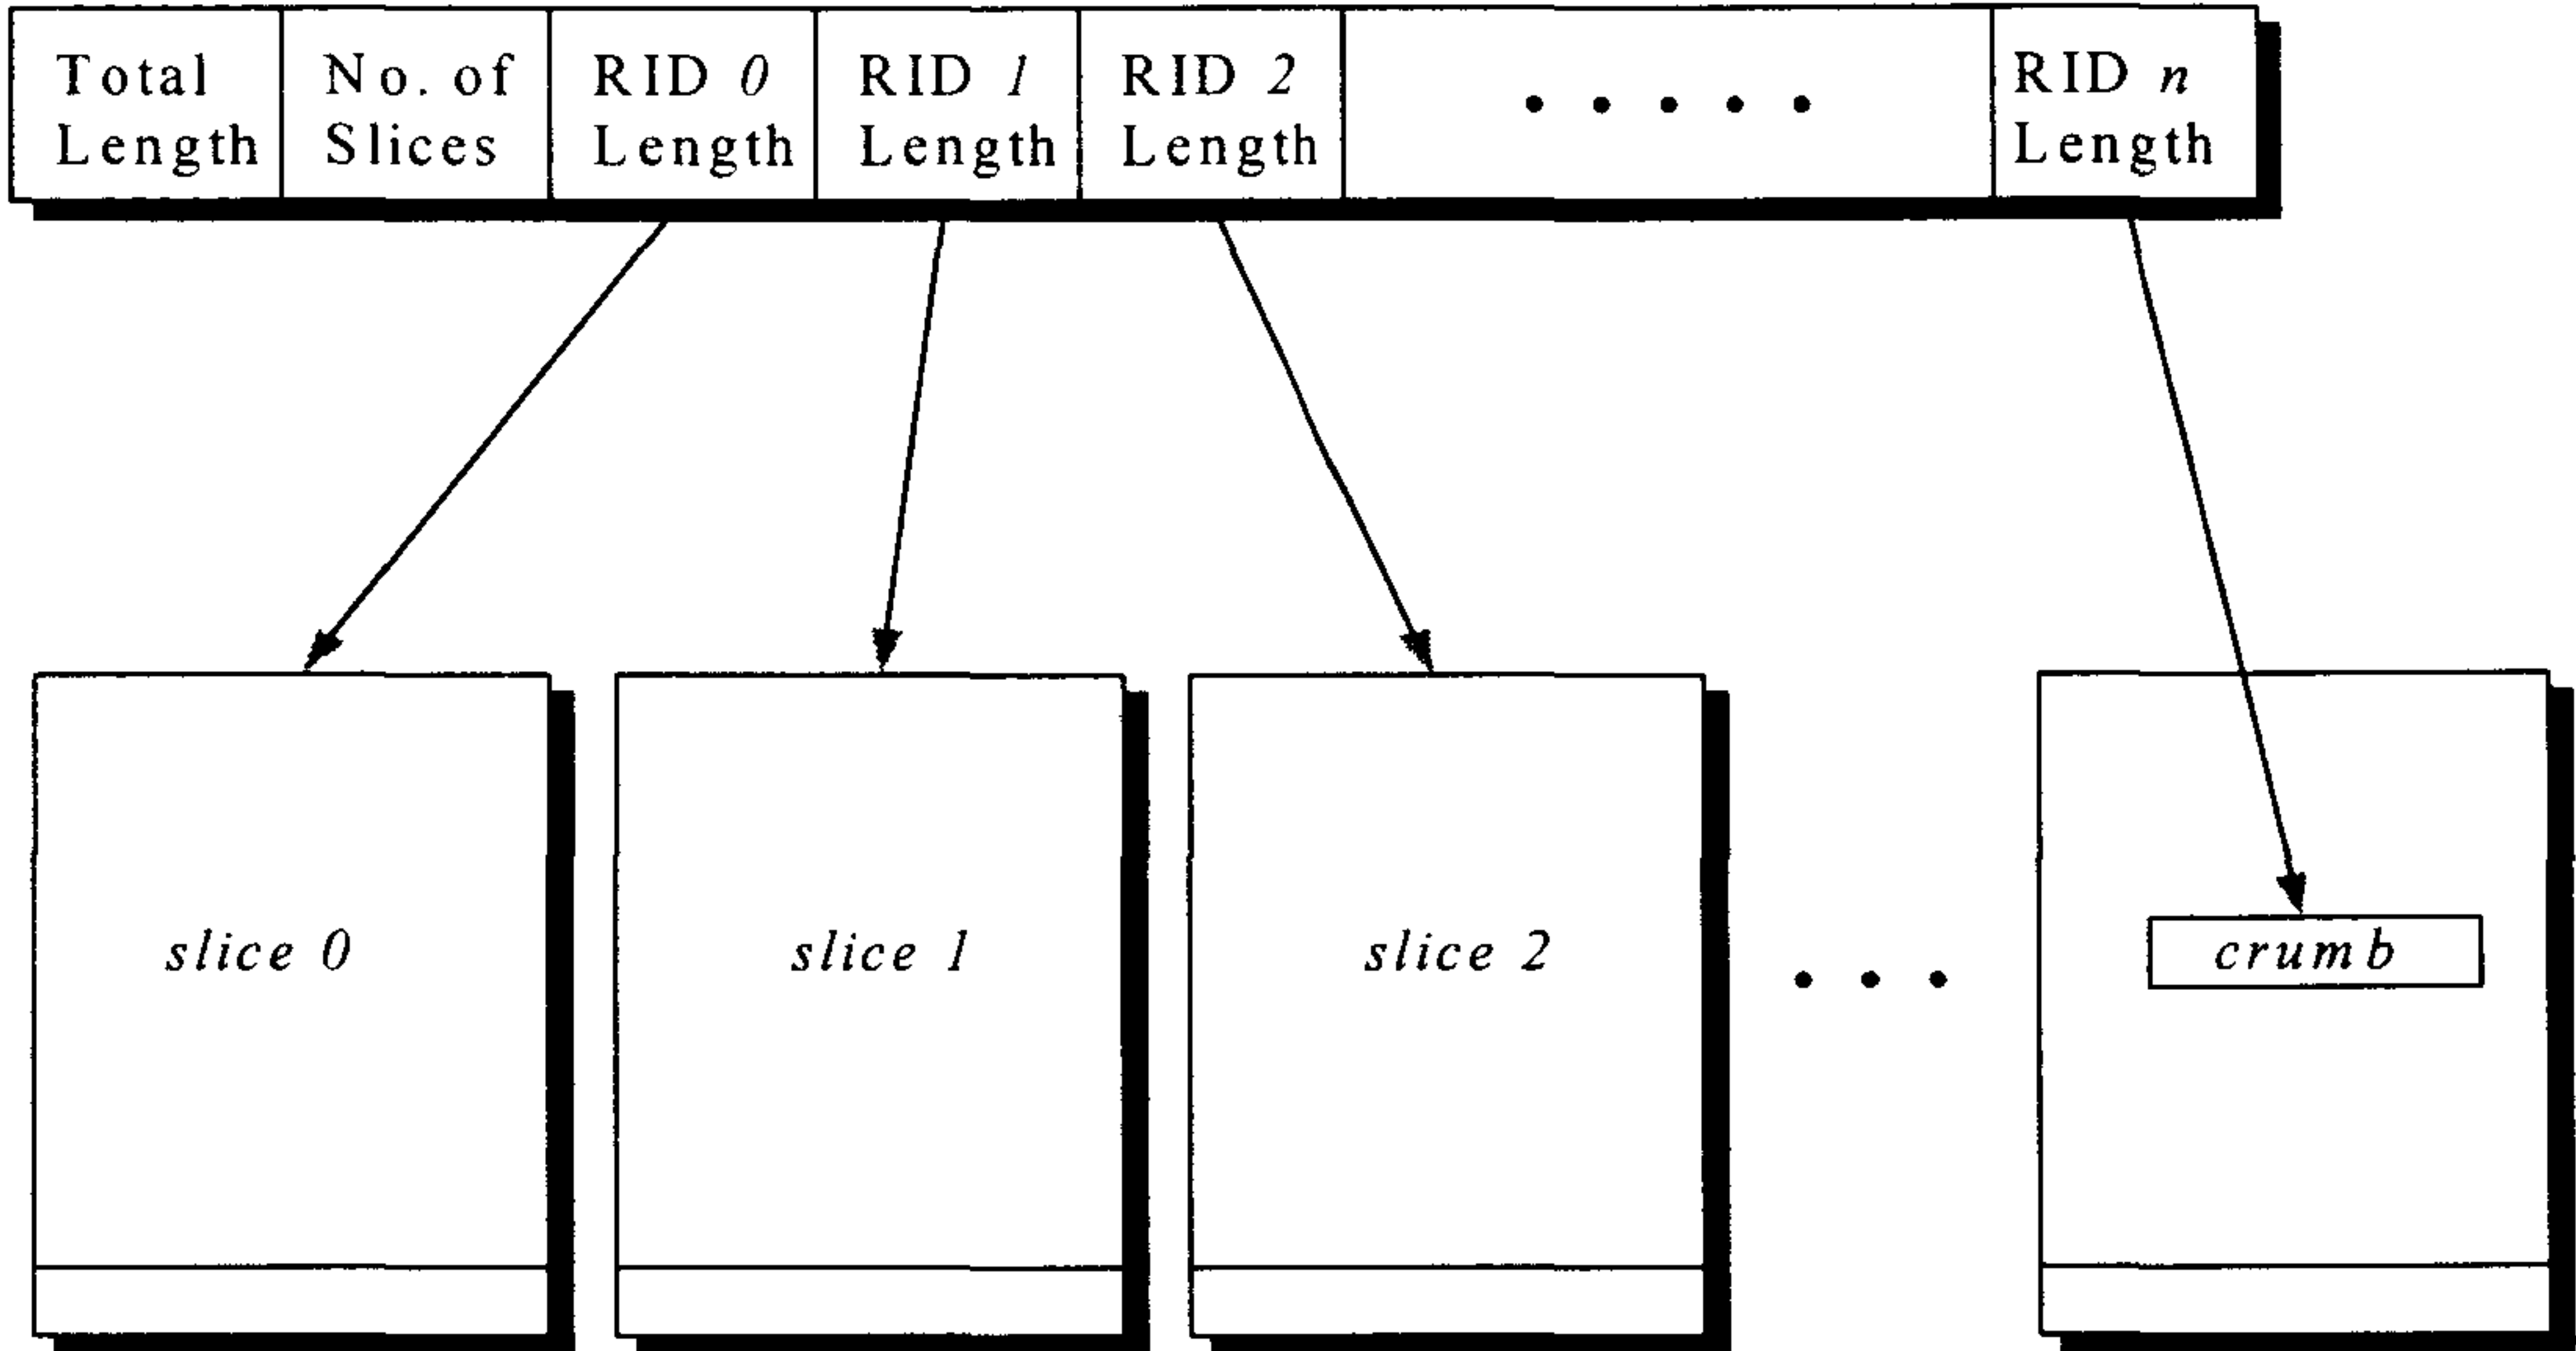 Total Length
No. of Slices
RID 0 Length
RID 1 Length
RID 2 Length
. . . . .
RID n Length
slice 0
slice 1
slice 2
. . .
crumb